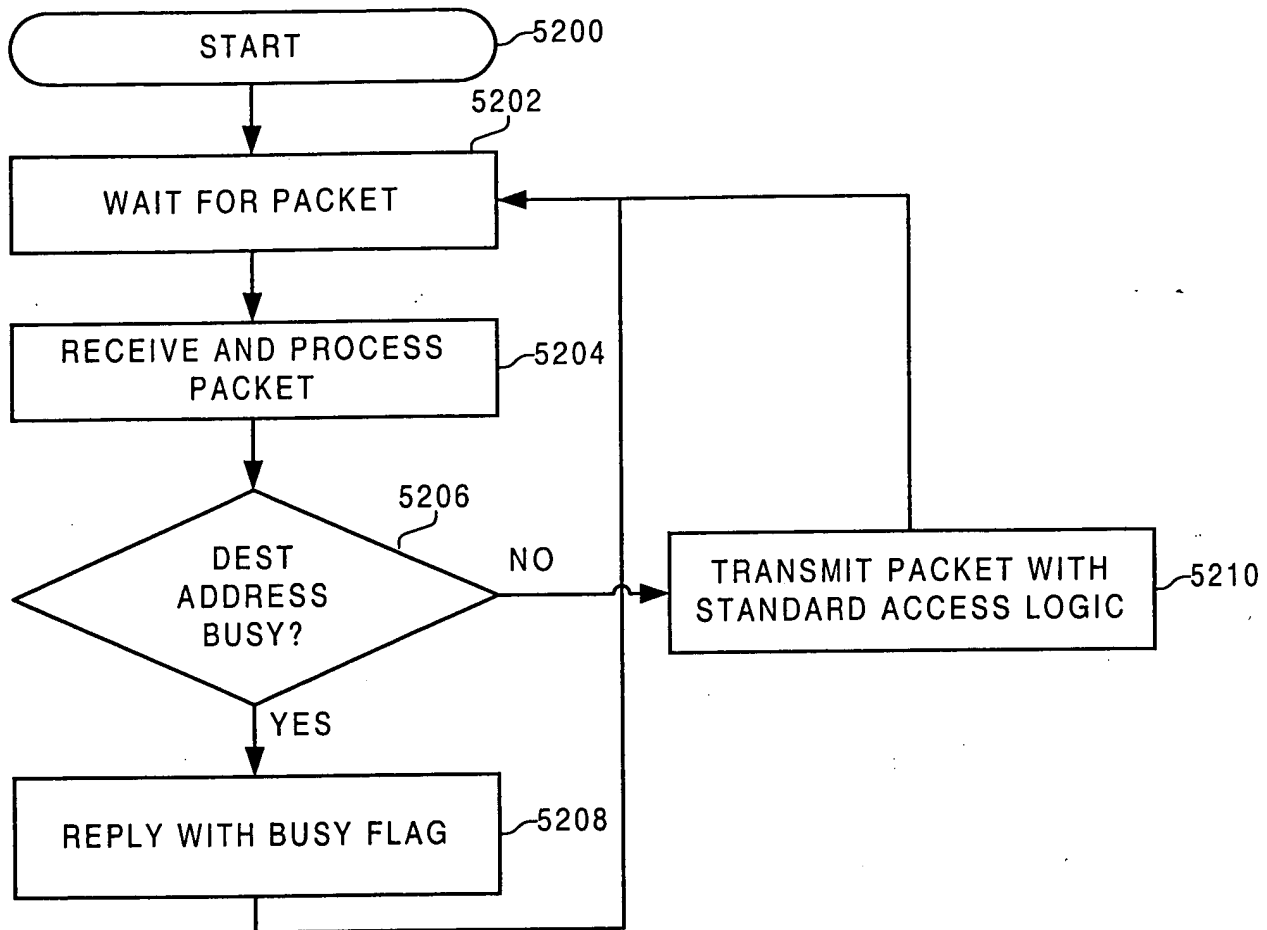 START
5200
5202
WAIT FOR PACKET
RECEIVE AND PROCESS
PACKET
5204
5206
DEST
ADDRESS
BUSY?
NO
TRANSMIT PACKET WITH
STANDARD ACCESS LOGIC
5210
YES
REPLY WITH BUSY FLAG
5208